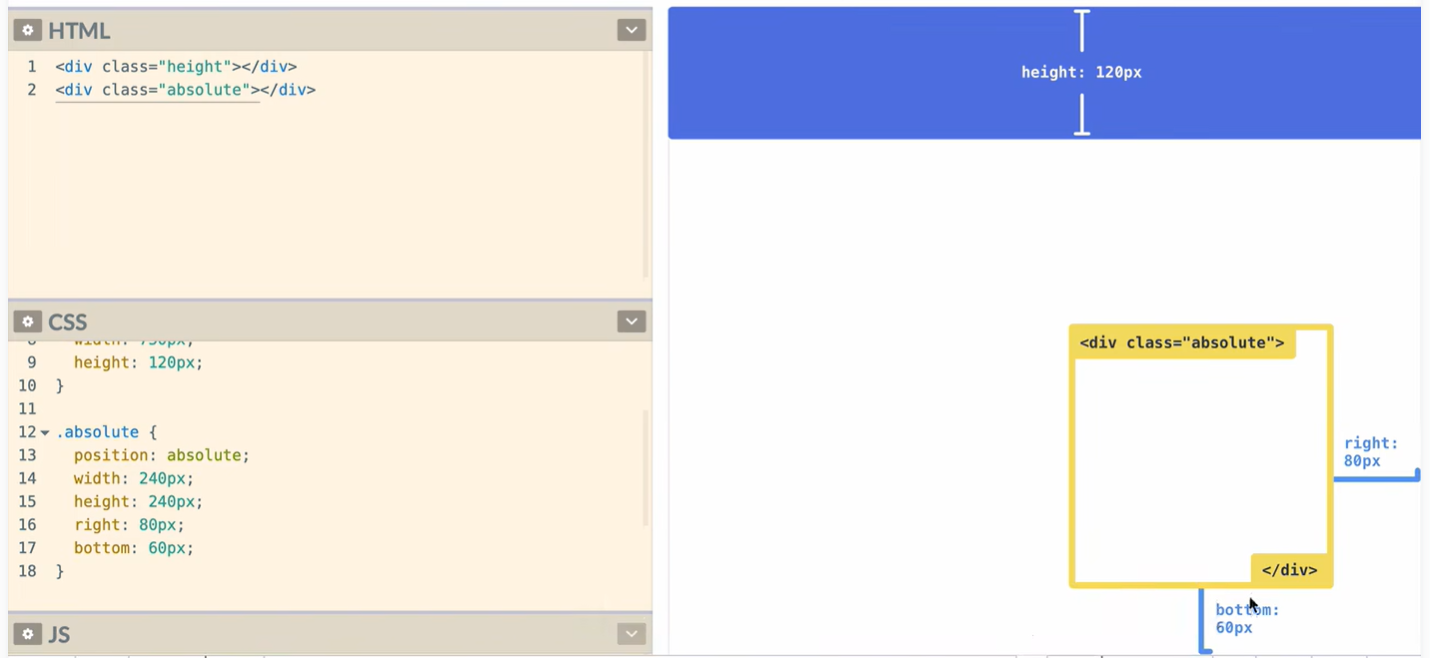 HTML
1 <div class="height"></div>
2 <div class="absolute"></div>
CSS
9 height: 120px;
10 }
11
12 .absolute {
13 position: absolute;
14 width: 240px;
15 height: 240px;
16 right: 80px;
17 bottom: 60px;
18 }
JS
height: 120px
<div class="absolute">
right:
80px
</div>
bottom:
60px